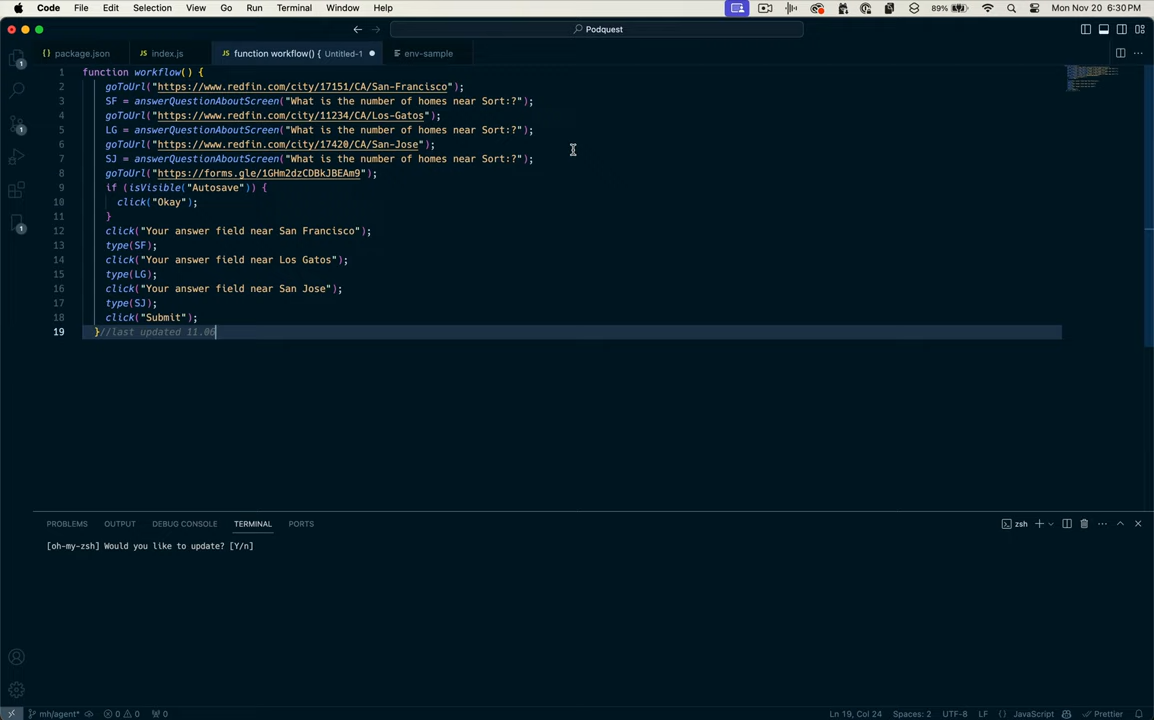 Code File Edit Selection View Go Run Terminal Window Help 89% Mon Nov 20 6:30 PM
Podquest
package.json index.js function workflow() { Untitled-1 env-sample
1 function workflow() {
2 goToUrl("https://www.redfin.com/city/17151/CA/San-Francisco");
3 SF = answerQuestionAboutScreen("What is the number of homes near Sort:?");
4 goToUrl("https://www.redfin.com/city/11234/CA/Los-Gatos");
5 LG = answerQuestionAboutScreen("What is the number of homes near Sort:?");
6 goToUrl("https://www.redfin.com/city/17420/CA/San-Jose");
7 SJ = answerQuestionAboutScreen("What is the number of homes near Sort:?");
8 goToUrl("https://forms.gle/1GHm2dzCDBkJBEAm9");
9 if (isVisible("Autosave")) {
10 click("Okay");
11 }
12 click("Your answer field near San Francisco");
13 type(SF);
14 click("Your answer field near Los Gatos");
15 type(LG);
16 click("Your answer field near San Jose");
17 type(SJ);
18 click("Submit");
19 }//last updated 11.06
PROBLEMS OUTPUT DEBUG CONSOLE TERMINAL PORTS zsh
[oh-my-zsh] Would you like to update? [Y/n]
mh/agent* 0 0 0 Ln 19, Col 24 Spaces: 2 UTF-8 LF { } JavaScript Prettier